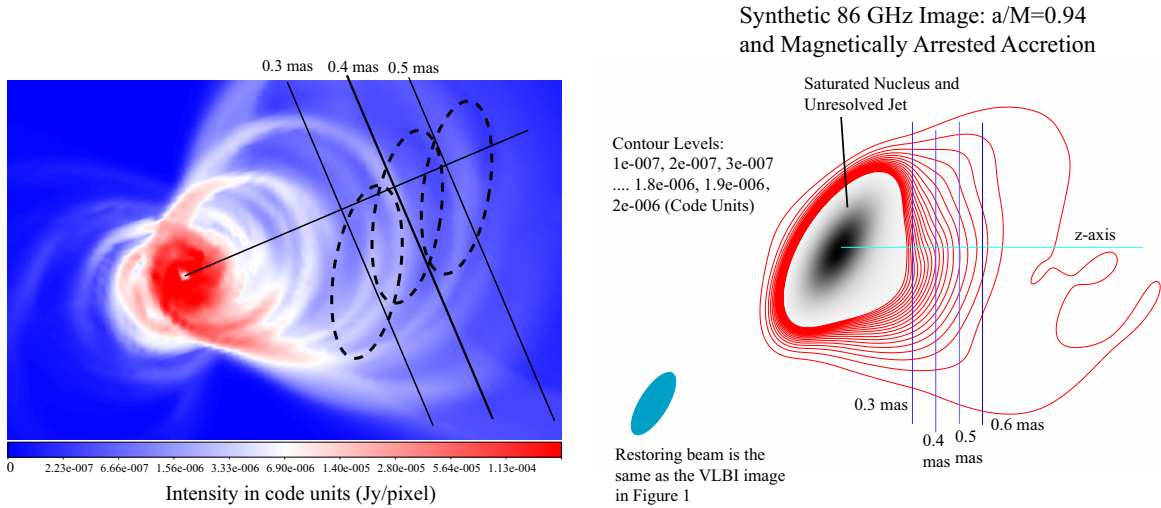 0.3 mas
0.4 mas
0.5 mas
0
2.23e-007
6.66e-007
1.56e-006
3.33e-006
6.90e-006
1.40e-005
2.80e-005
5.64e-005
1.13e-004
Intensity in code units (Jy/pixel)
Synthetic 86 GHz Image: a/M=0.94
and Magnetically Arrested Accretion
Saturated Nucleus and
Unresolved Jet
Contour Levels:
1e-007, 2e-007, 3e-007
.... 1.8e-006, 1.9e-006,
2e-006 (Code Units)
z-axis
0.3 mas
0.4
mas
0.5
mas
0.6 mas
Restoring beam is the
same as the VLBI image
in Figure 1